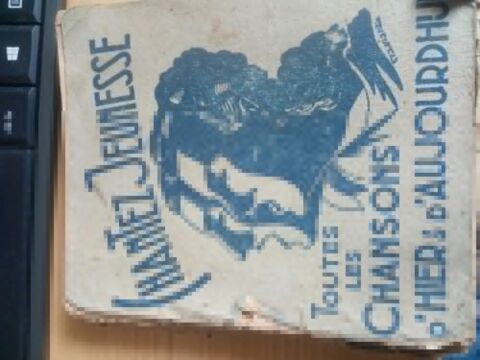 CHANTEZ JEUNESSE
TOUTES
LES
CHANSONS
D'HIER & D'AUJOURD'HUI